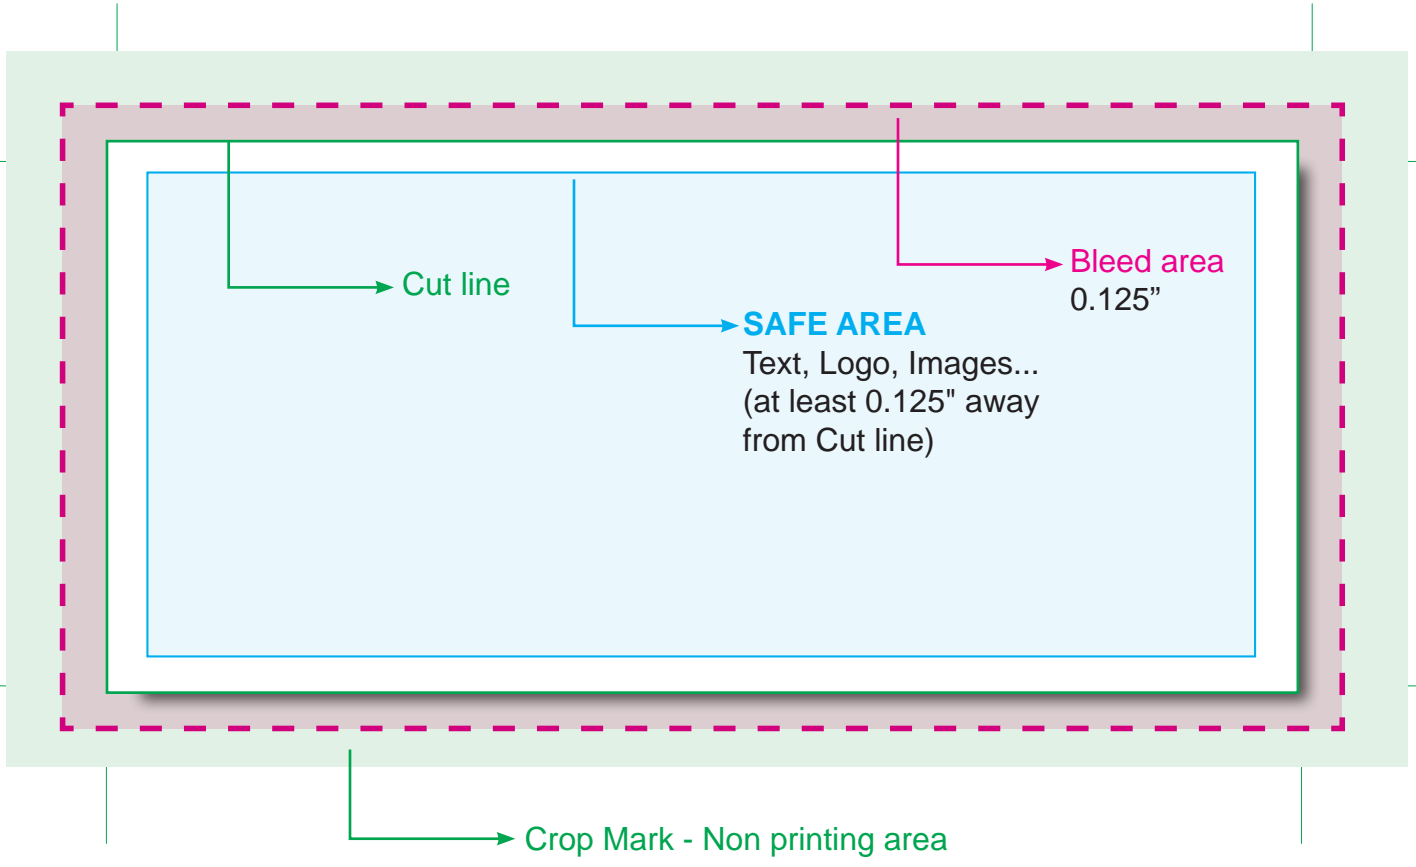 Cut line
Bleed area
0.125”
SAFE AREA
Text, Logo, Images...
(at least 0.125" away
from Cut line)
Crop Mark - Non printing area